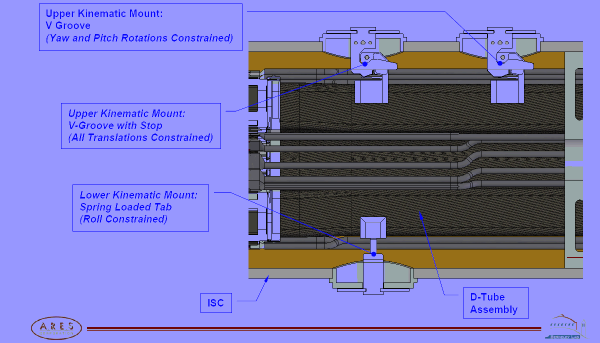 Upper Kinematic Mount:
V Groove
(Yaw and Pitch Rotations Constrained)
Upper Kinematic Mount:
V-Groove with Stop
(All Translations Constrained)
Lower Kinematic Mount:
Spring Loaded Tab
(Roll Constrained)
ISC
D-Tube
Assembly
ARES